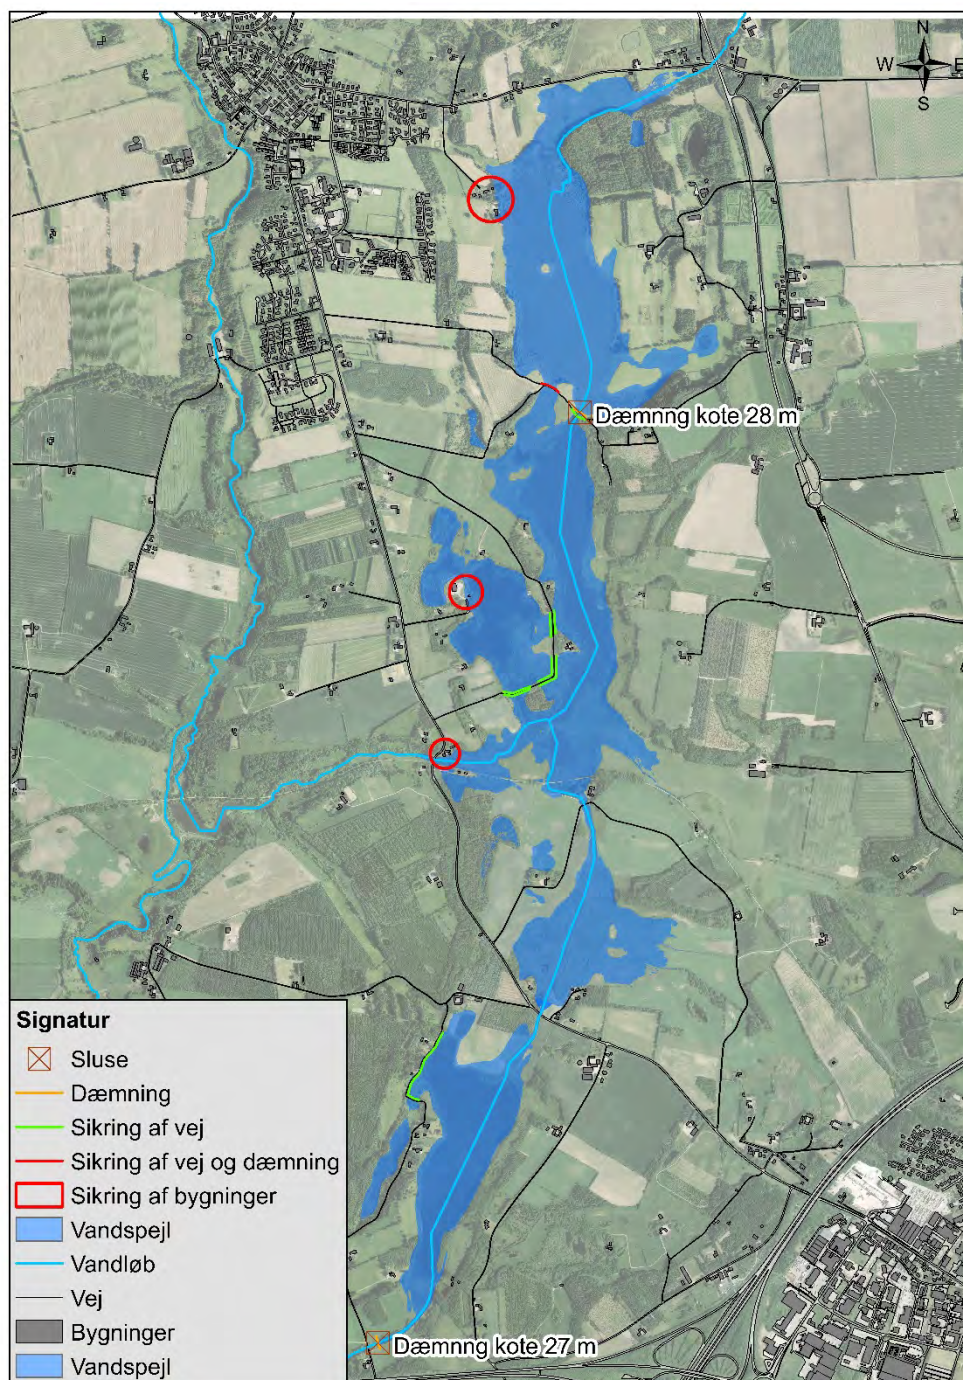 N
W E
S
Dæmnng kote 28 m
Signatur
Sluse
Dæmning
Sikring af vej
Sikring af vej og dæmning
Sikring af bygninger
Vandspejl
Vandløb
Vej
Bygninger
Vandspejl
Dæmnng kote 27 m